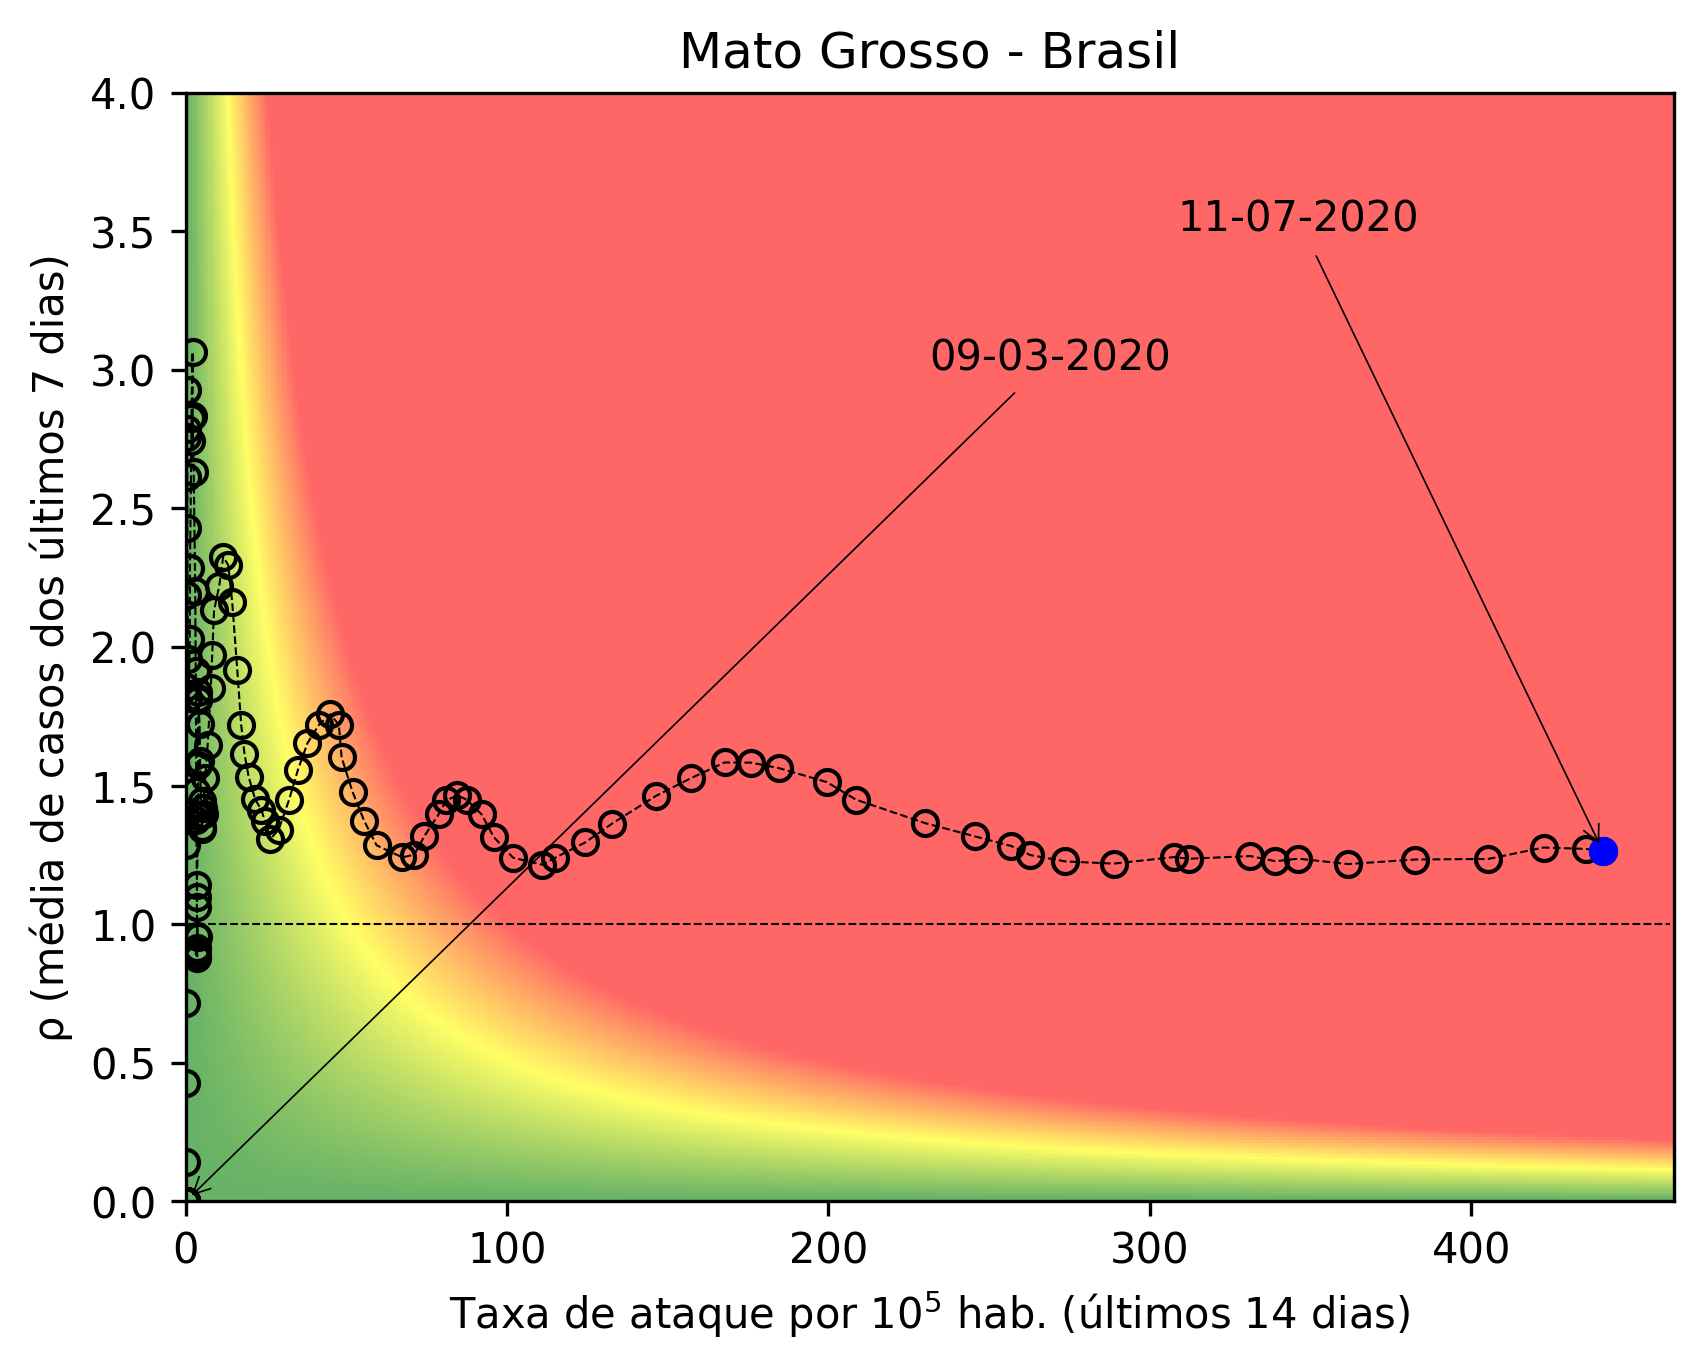 Mato Grosso - Brasil
4.0
3.5
3.0
2.5
2.0
1.5
1.0
0.5
0.0
ρ (média de casos dos últimos 7 dias)
11-07-2020
09-03-2020
0 100 200 300 400
Taxa de ataque por 10⁵ hab. (últimos 14 dias)